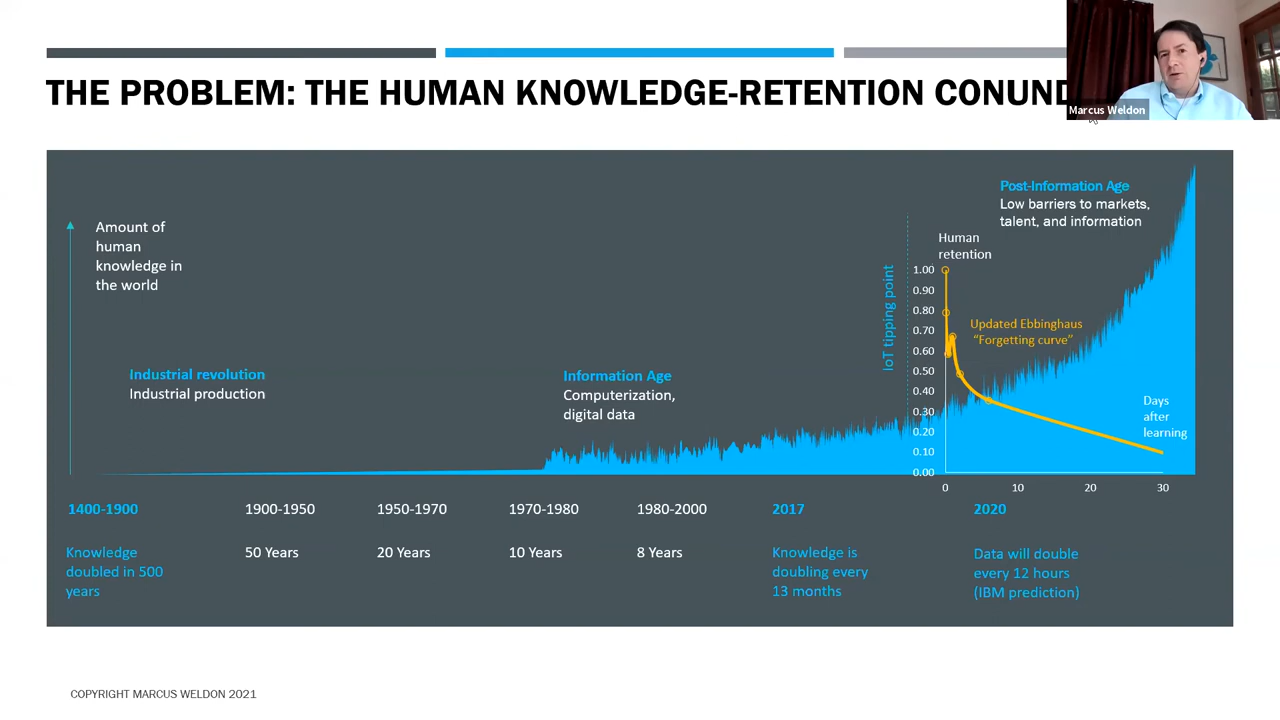 THE PROBLEM: THE HUMAN KNOWLEDGE-RETENTION
Marcus Weldon
Amount of
human
knowledge in
the world
Industrial revolution
Industrial production
Information Age
Computerization,
digital data
IoT tipping point
Post-Information Age
Low barriers to markets,
talent, and information
Human
retention
1.00
0.90
0.80
0.70
0.60
0.50
0.40
0.30
0.20
0.10
0.00
Updated Ebbinghaus
"Forgetting curve"
Days
after
learning
0 10 20 30
1400-1900 1900-1950 1950-1970 1970-1980 1980-2000 2017 2020
Knowledge
doubled in 500
years
50 Years
20 Years
10 Years
8 Years
Knowledge is
doubling every
13 months
Data will double
every 12 hours
(IBM prediction)
COPYRIGHT MARCUS WELDON 2021